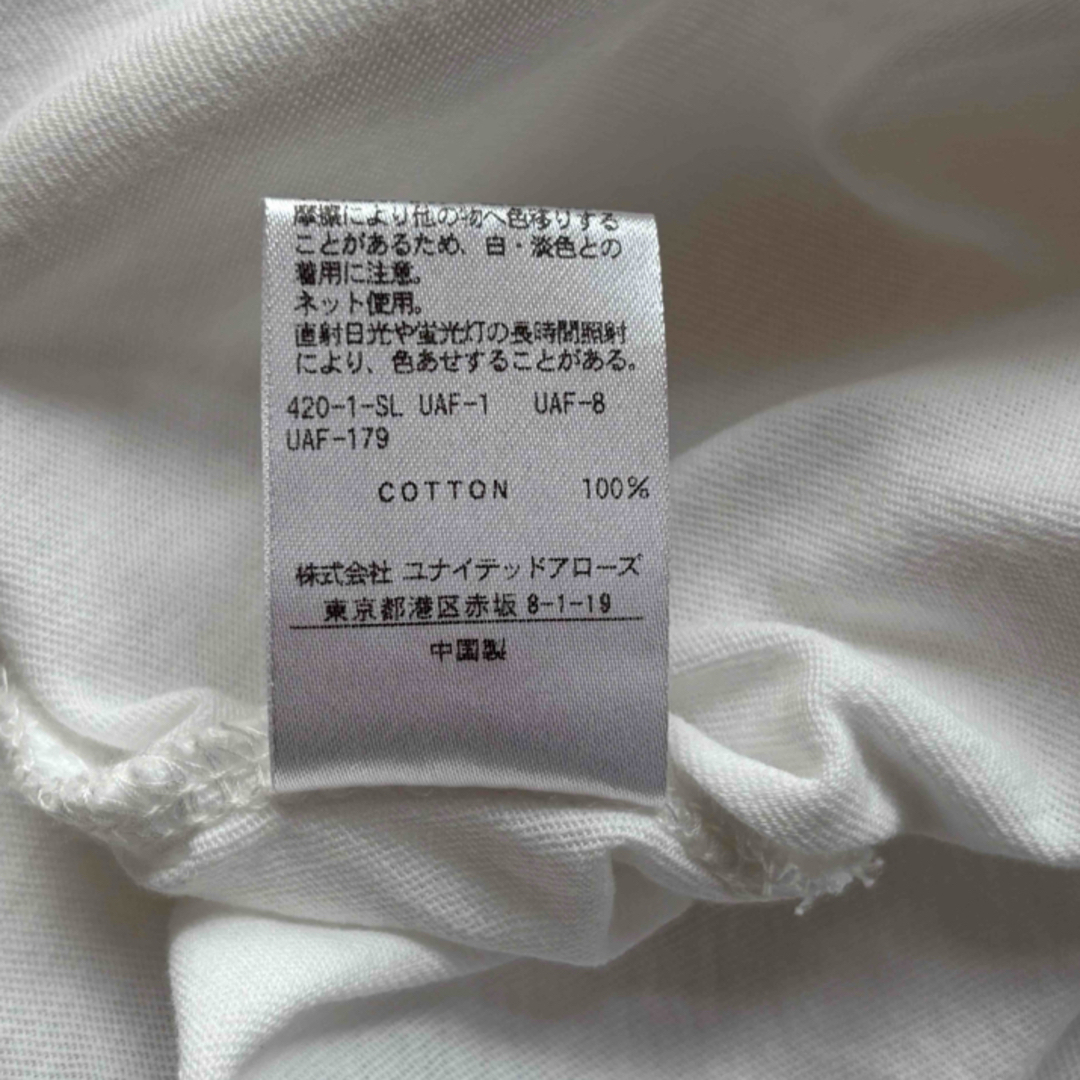 摩擦により他の物へ色移りする
ことがあるため、白・淡色との
着用に注意。
ネット使用。
直射日光や蛍光灯の長時間照射
により、色あせすることがある。
420-1-SL UAF-1 UAF-8
UAF-179
COTTON 100%
株式会社 ユナイテッドアローズ
東京都港区赤坂 8-1-19
中国製